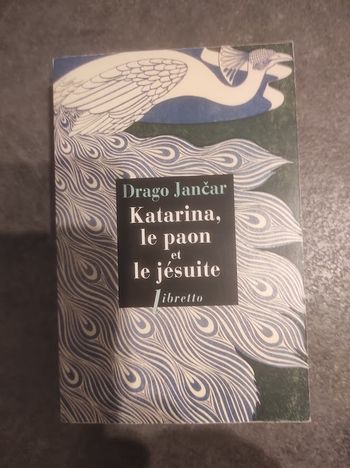 Drago Jančar
Katarina,
le paon
et
le jésuite
libretto